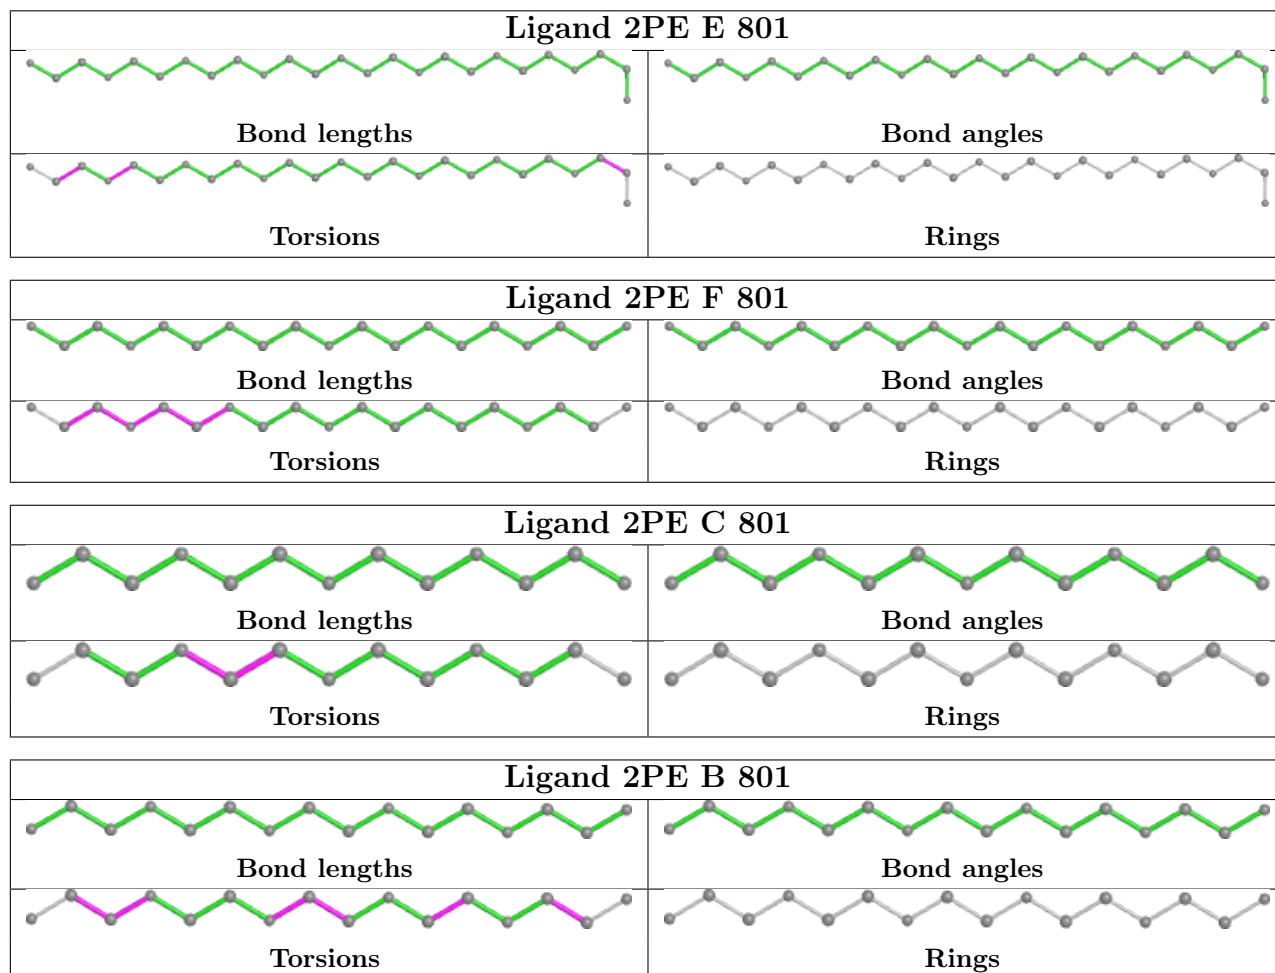 Ligand 2PE E 801
Bond lengths
Bond angles
Torsions
Rings
Ligand 2PE F 801
Bond lengths
Bond angles
Torsions
Rings
Ligand 2PE C 801
Bond lengths
Bond angles
Torsions
Rings
Ligand 2PE B 801
Bond lengths
Bond angles
Torsions
Rings